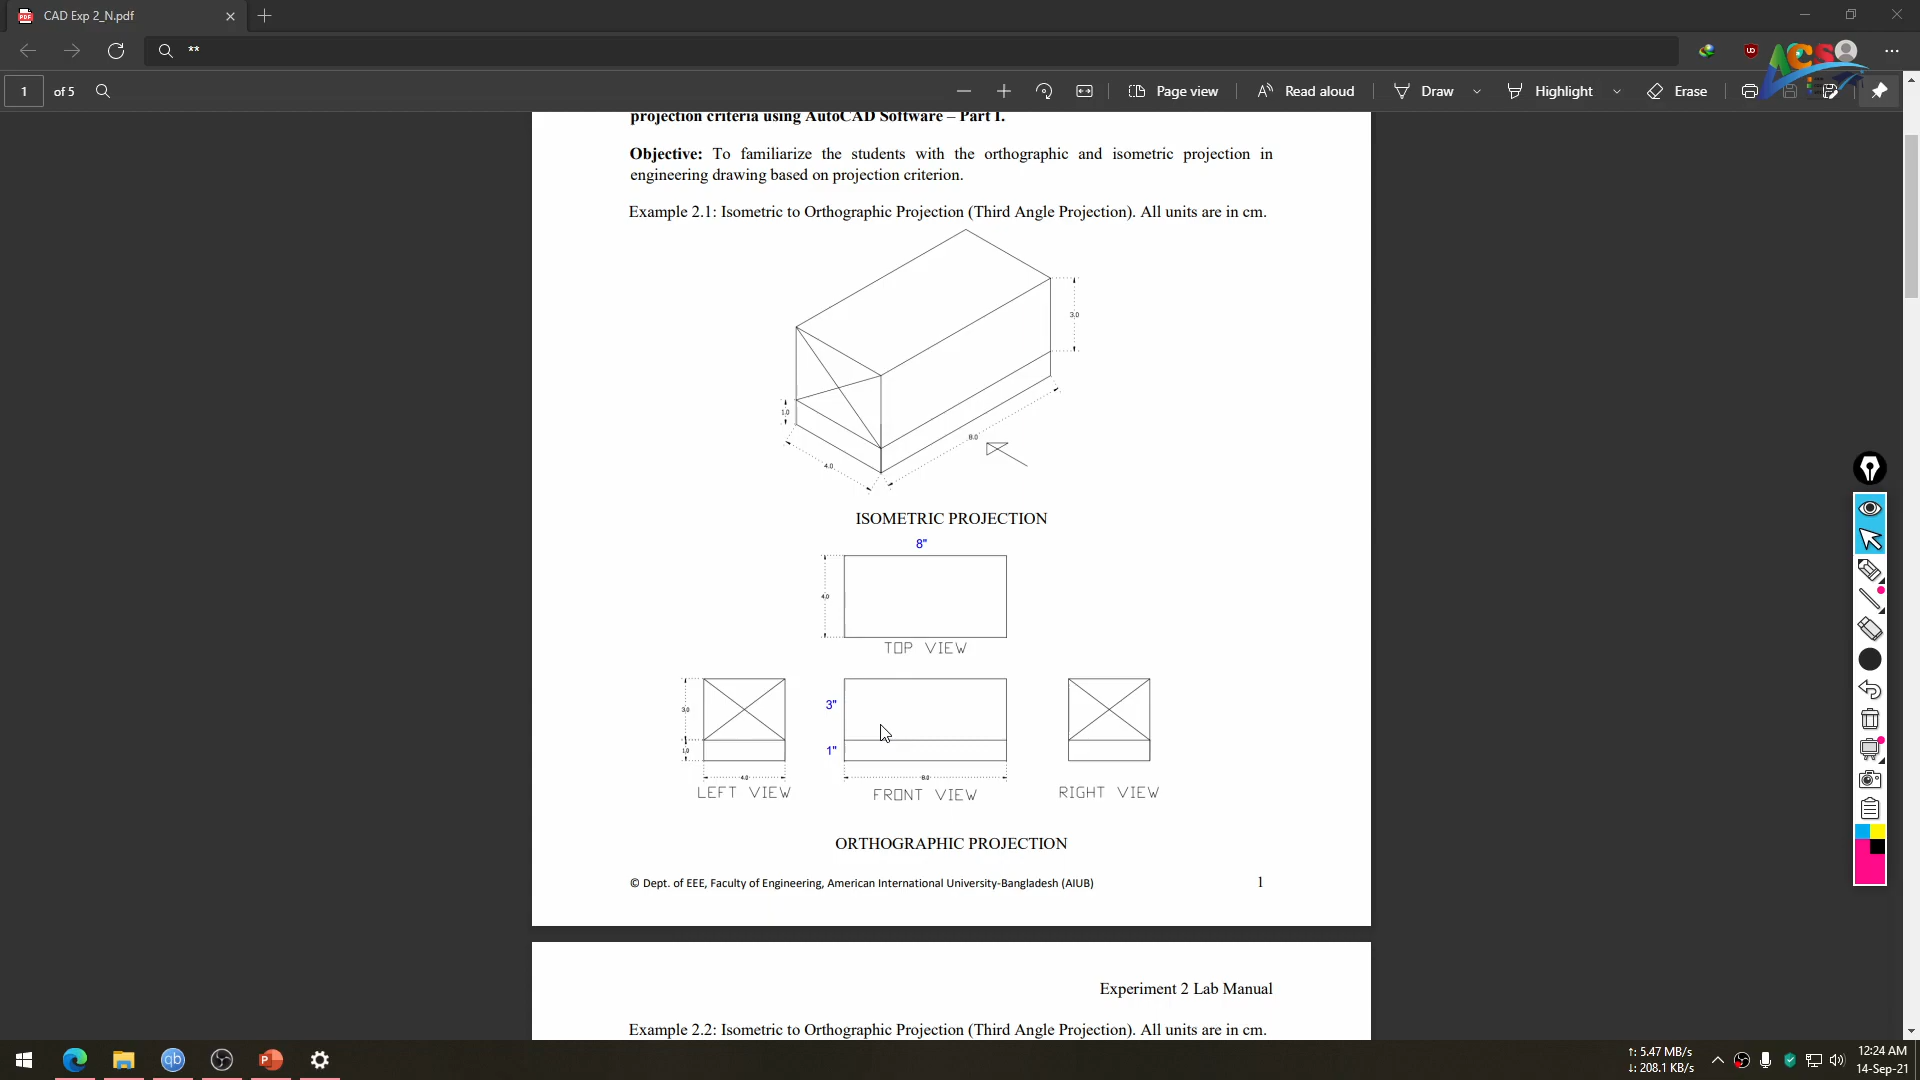 CAD Exp 2_N.pdf
**
ACS
1 of 5
Page view
Read aloud
Draw
Highlight
Erase
projection criteria using AutoCAD Software – Part I.
Objective: To familiarize the students with the orthographic and isometric projection in
engineering drawing based on projection criterion.
Example 2.1: Isometric to Orthographic Projection (Third Angle Projection). All units are in cm.
3.0
1.0
8.0
4.0
ISOMETRIC PROJECTION
8"
4.0
TOP VIEW
3.0
3"
1.0
1"
4.0
8.0
LEFT VIEW
FRONT VIEW
RIGHT VIEW
ORTHOGRAPHIC PROJECTION
© Dept. of EEE, Faculty of Engineering, American International University-Bangladesh (AIUB)
1
Experiment 2 Lab Manual
Example 2.2: Isometric to Orthographic Projection (Third Angle Projection). All units are in cm.
↑: 5.47 MB/s
↓: 208.1 KB/s
12:24 AM
14-Sep-21